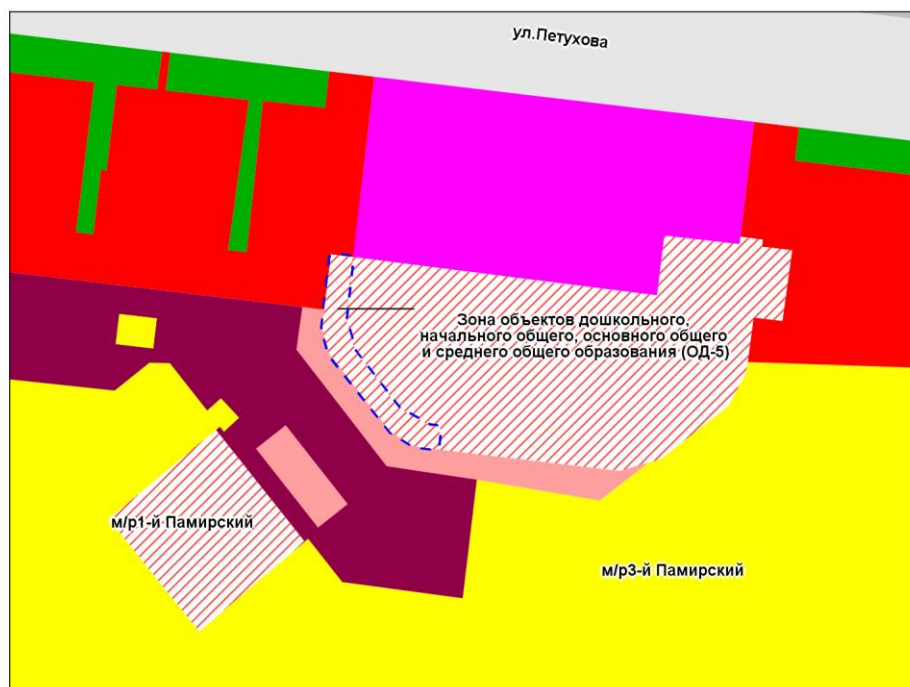 ул.Петухова
Зона объектов дошкольного,
начального общего, основного общего
и среднего общего образования (ОД-5)
м/р1-й Памирский
м/р3-й Памирский